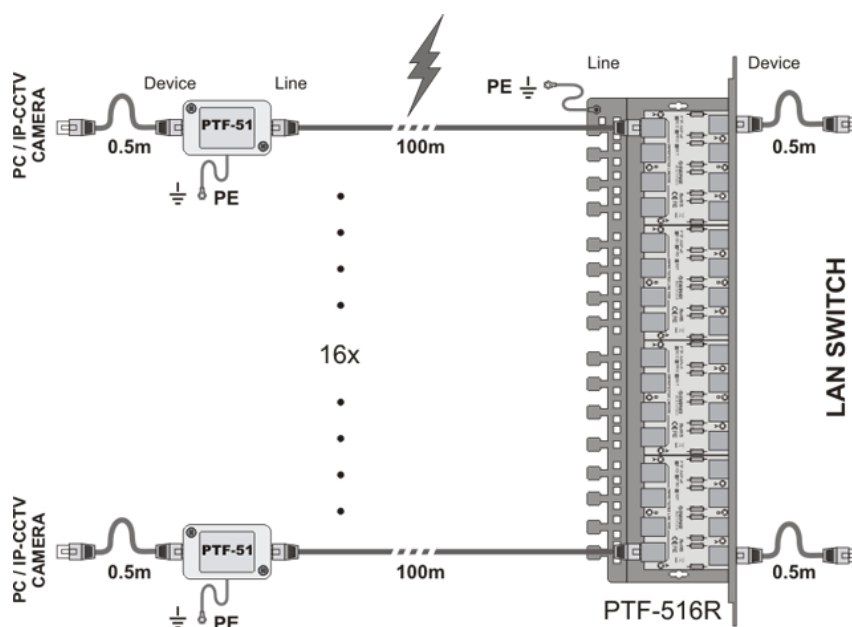 Device
Line
Line
Device
PE
PC / IP-CCTV
CAMERA
PTF-51
0.5m
100m
0.5m
PE
16x
LAN SWITCH
PC / IP-CCTV
CAMERA
PTF-51
0.5m
100m
0.5m
PE
PTF-516R